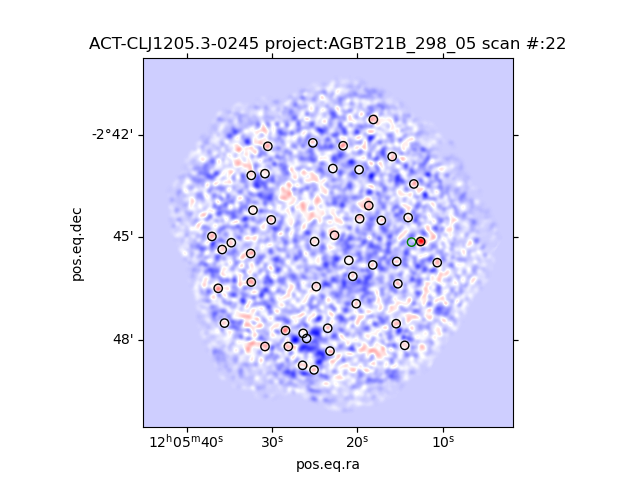 ACT-CLJ1205.3-0245 project:AGBT21B_298_05 scan #:22
-2°42'
45'
48'
pos.eq.dec
12ʰ05ᵐ40ˢ 30ˢ 20ˢ 10ˢ
pos.eq.ra